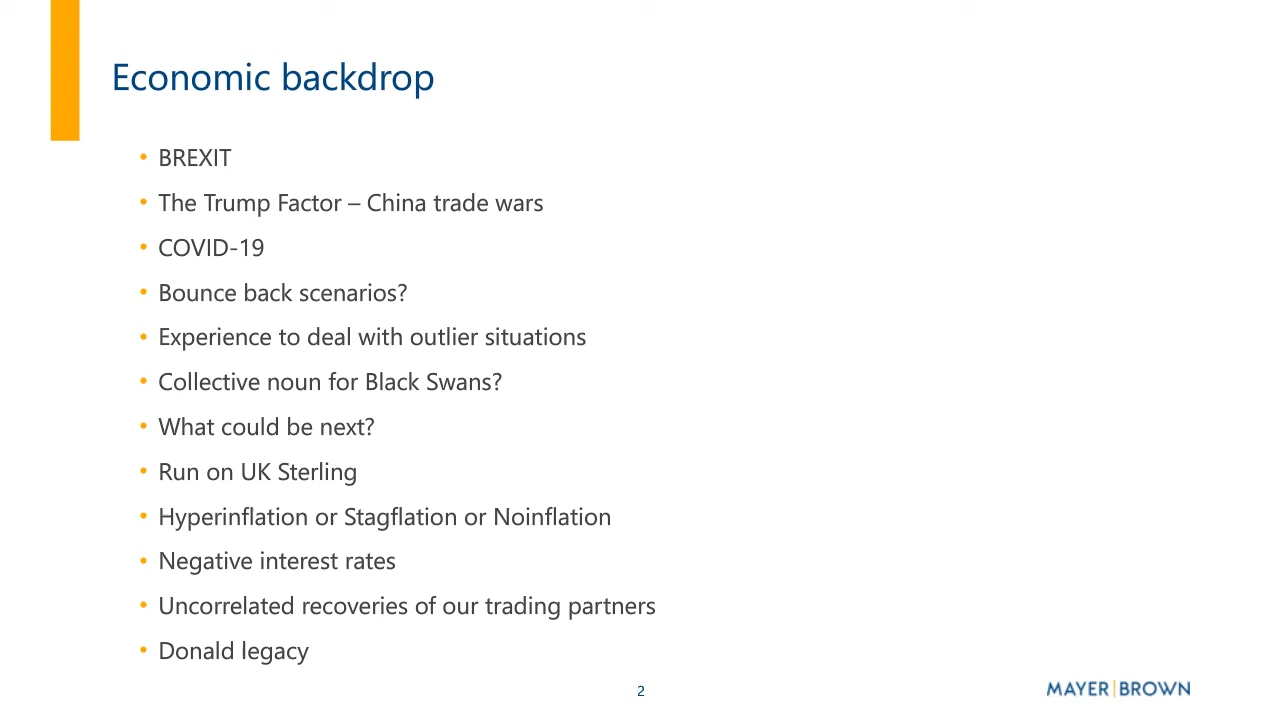 Economic backdrop
• BREXIT
• The Trump Factor – China trade wars
• COVID-19
• Bounce back scenarios?
• Experience to deal with outlier situations
• Collective noun for Black Swans?
• What could be next?
• Run on UK Sterling
• Hyperinflation or Stagflation or Noinflation
• Negative interest rates
• Uncorrelated recoveries of our trading partners
• Donald legacy
2
MAYER|BROWN